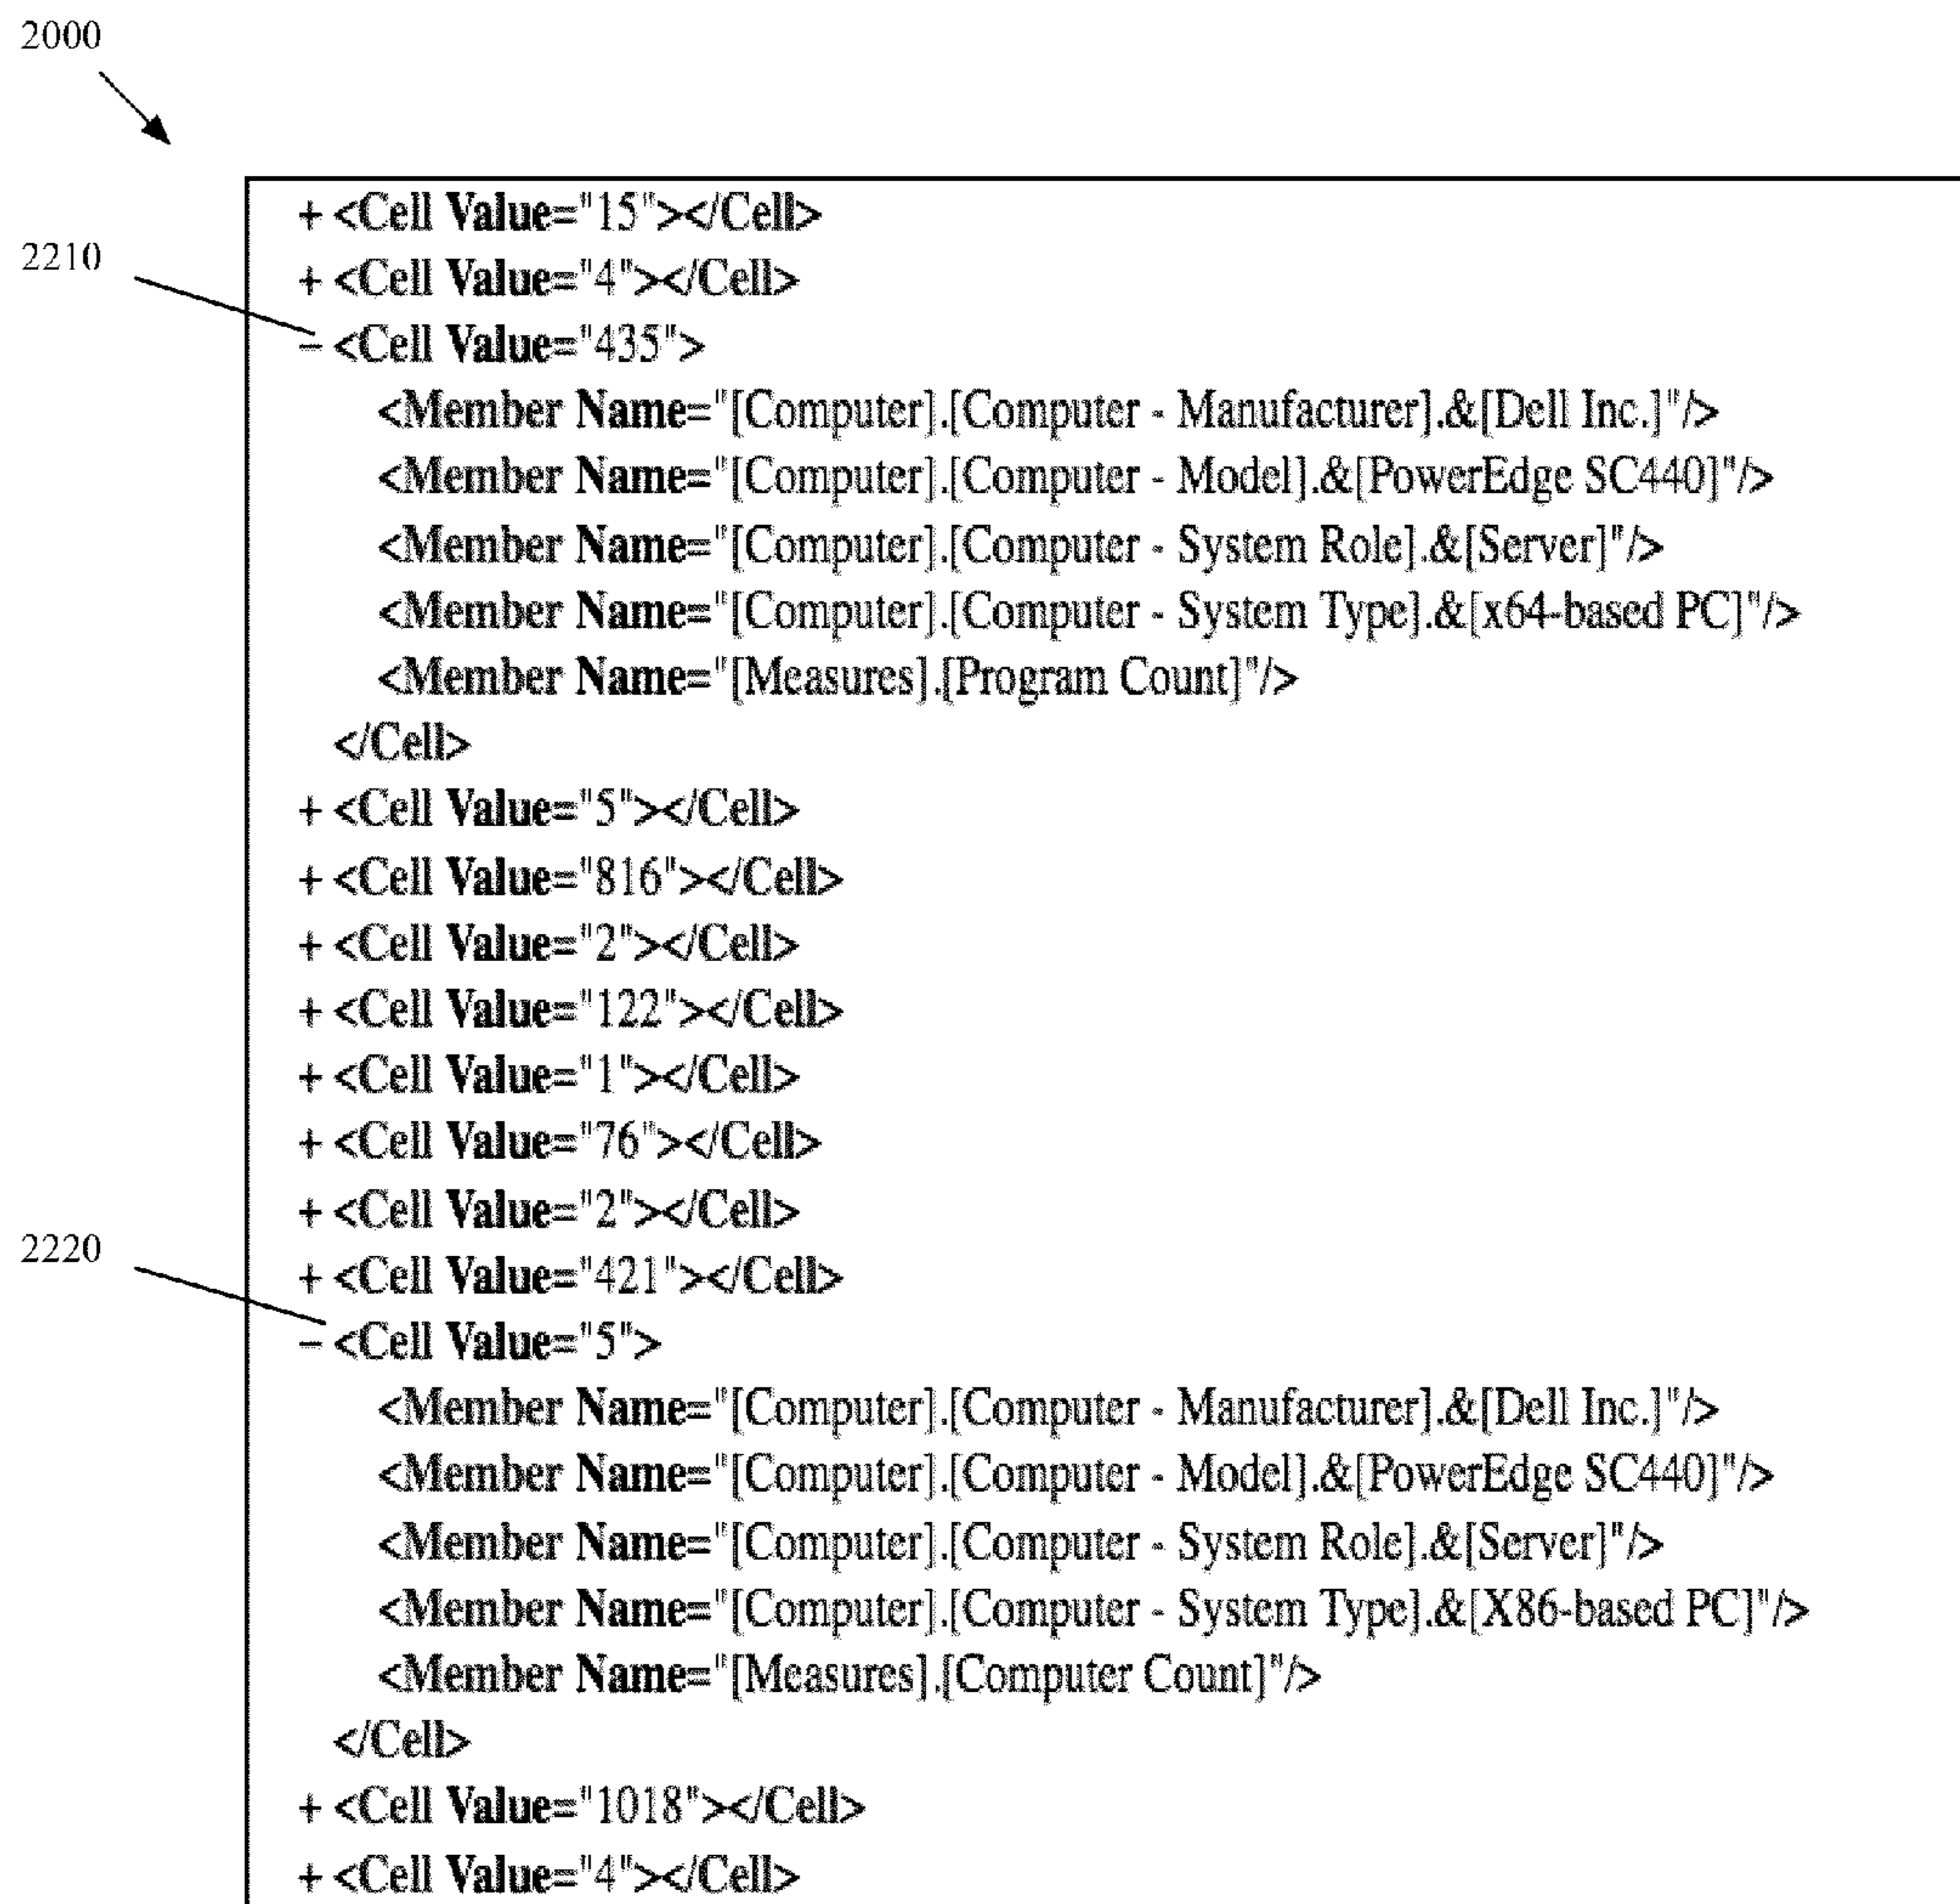 2000
+ <Cell Value="15"></Cell>
2210
+ <Cell Value="4"></Cell>
– <Cell Value="435">
<Member Name="[Computer].[Computer - Manufacturer].&[Dell Inc.]"/>
<Member Name="[Computer].[Computer - Model].&[PowerEdge SC440]"/>
<Member Name="[Computer].[Computer - System Role].&[Server]"/>
<Member Name="[Computer].[Computer - System Type].&[x64-based PC]"/>
<Member Name="[Measures].[Program Count]"/>
</Cell>
+ <Cell Value="5"></Cell>
+ <Cell Value="816"></Cell>
+ <Cell Value="2"></Cell>
+ <Cell Value="122"></Cell>
+ <Cell Value="1"></Cell>
+ <Cell Value="76"></Cell>
+ <Cell Value="2"></Cell>
2220
+ <Cell Value="421"></Cell>
– <Cell Value="5">
<Member Name="[Computer].[Computer - Manufacturer].&[Dell Inc.]"/>
<Member Name="[Computer].[Computer - Model].&[PowerEdge SC440]"/>
<Member Name="[Computer].[Computer - System Role].&[Server]"/>
<Member Name="[Computer].[Computer - System Type].&[X86-based PC]"/>
<Member Name="[Measures].[Computer Count]"/>
</Cell>
+ <Cell Value="1018"></Cell>
+ <Cell Value="4"></Cell>